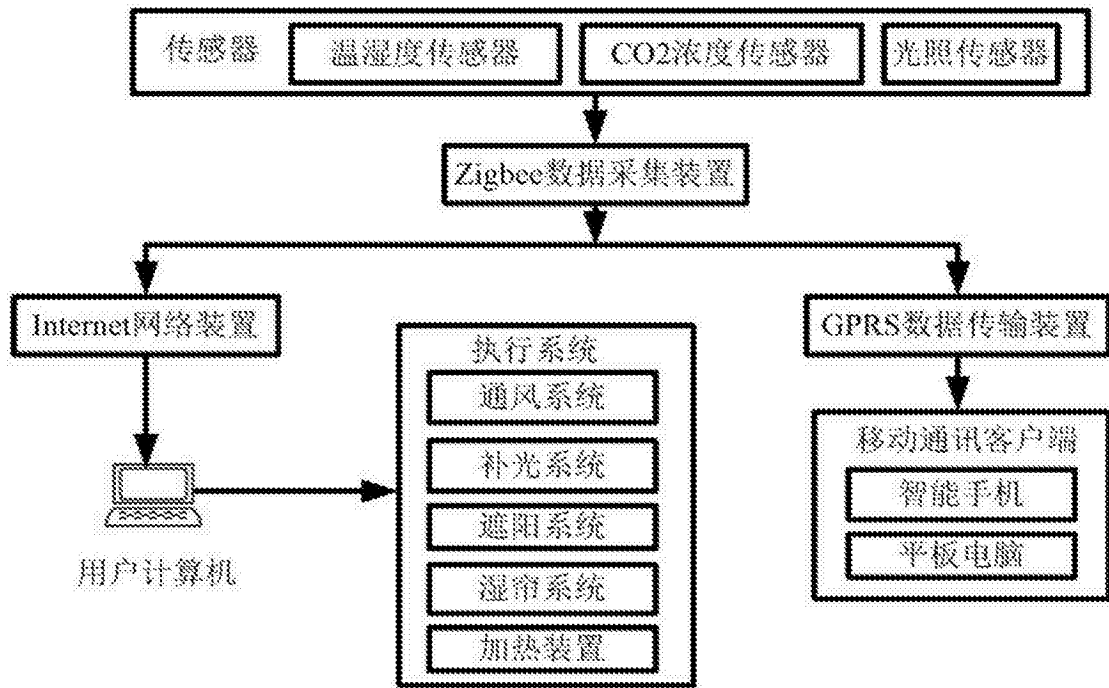 传感器 温湿度传感器 CO2浓度传感器 光照传感器
Zigbee数据采集装置
Internet网络装置
GPRS数据传输装置
执行系统
通风系统
补光系统
遮阳系统
湿帘系统
加热装置
用户计算机
移动通讯客户端
智能手机
平板电脑